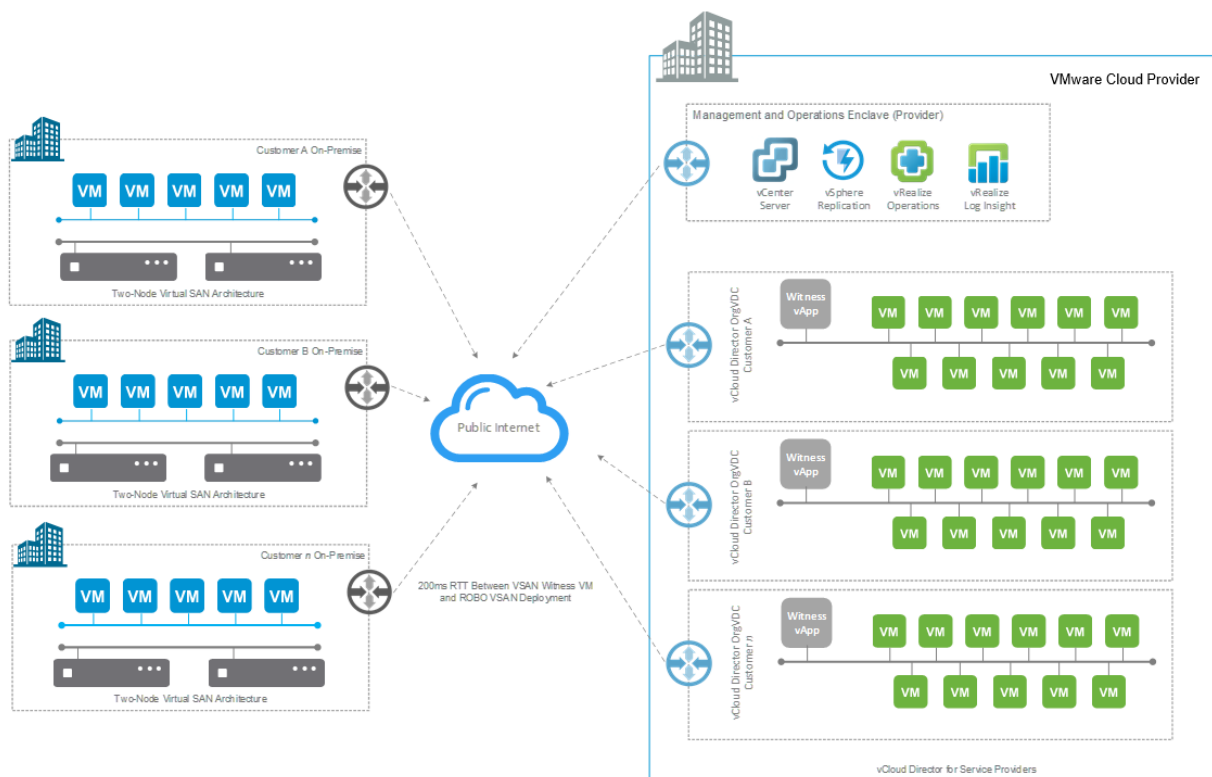 VMware Cloud Provider
Management and Operations Enclave (Provider)
vCenter
Server
vSphere
Replication
vRealize
Operations
vRealize
Log Insight
Customer A On-Premise
VM VM VM VM VM
Two-Node Virtual SAN Architecture
Customer B On-Premise
VM VM VM VM VM
Two-Node Virtual SAN Architecture
Customer n On-Premise
VM VM VM VM VM
Two-Node Virtual SAN Architecture
Public Internet
200ms RTT Between VSAN Witness VM
and ROBO VSAN Deployment
vCloud Director OrgVDC
Customer A
Witness
vApp
VM VM VM VM VM VM
VM VM VM VM VM
vCloud Director OrgVDC
Customer B
Witness
vApp
VM VM VM VM VM VM
VM VM VM VM VM
vCloud Director OrgVDC
Customer n
Witness
vApp
VM VM VM VM VM VM
VM VM VM VM VM
vCloud Director for Service Providers